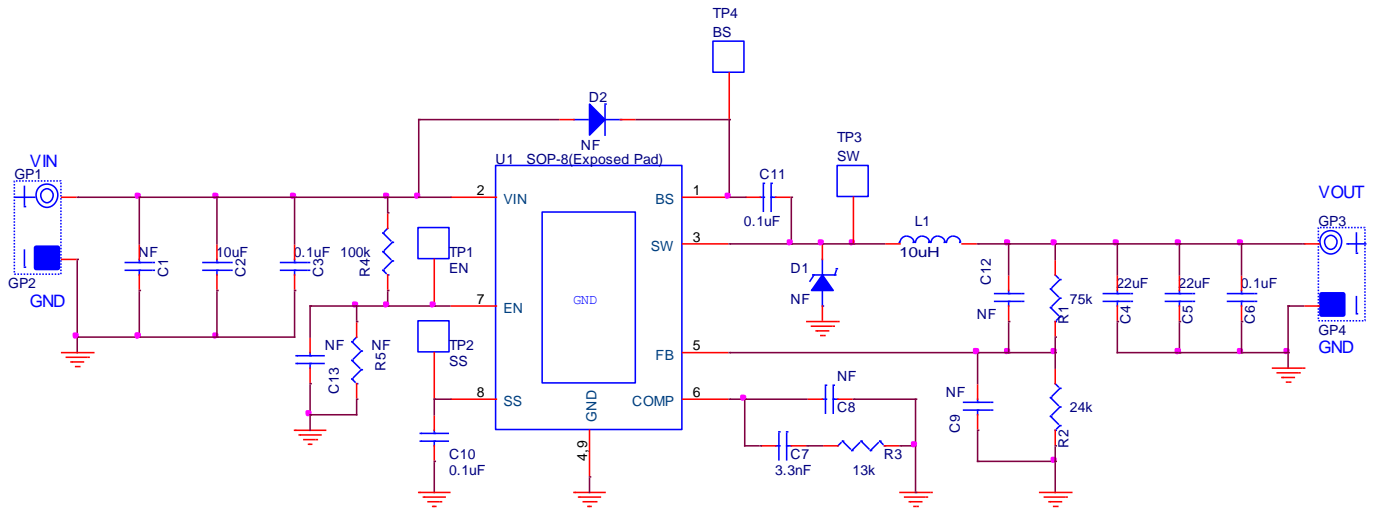 TP4
BS
D2
NF
U1 SOP-8(Exposed Pad)
TP3
SW
VIN
GP1
GP2
GND
NF
C1
10uF
C2
0.1uF
C3
100k
R4
TP1
EN
TP2
SS
NF
C13
NF
R5
C10
0.1uF
2
VIN
7
EN
8
SS
GND
GND
4,9
BS
1
SW
3
FB
5
COMP
6
C11
0.1uF
D1
NF
L1
10uH
C12
NF
75k
R1
22uF
C4
22uF
C5
0.1uF
C6
VOUT
GP3
GP4
GND
NF
C8
C7
3.3nF
R3
13k
NF
C9
24k
R2